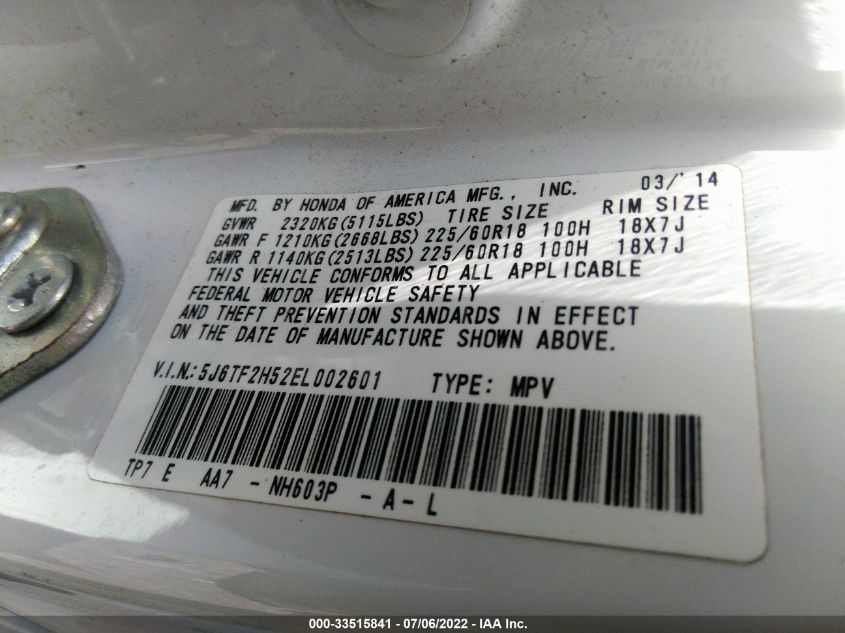 MFD. BY HONDA OF AMERICA MFG., INC. 03/'14
GVWR 2320KG(5115LBS) TIRE SIZE RIM SIZE
GAWR F 1210KG(2668LBS) 225/60R18 100H 18X7J
GAWR R 1140KG(2513LBS) 225/60R18 100H 18X7J
THIS VEHICLE CONFORMS TO ALL APPLICABLE
FEDERAL MOTOR VEHICLE SAFETY
AND THEFT PREVENTION STANDARDS IN EFFECT
ON THE DATE OF MANUFACTURE SHOWN ABOVE.
V.I.N.: 5J6TF2H52EL002601 TYPE: MPV
TP7 E AA7 - NH603P - A - L
000-33515841 - 07/06/2022 - IAA Inc.